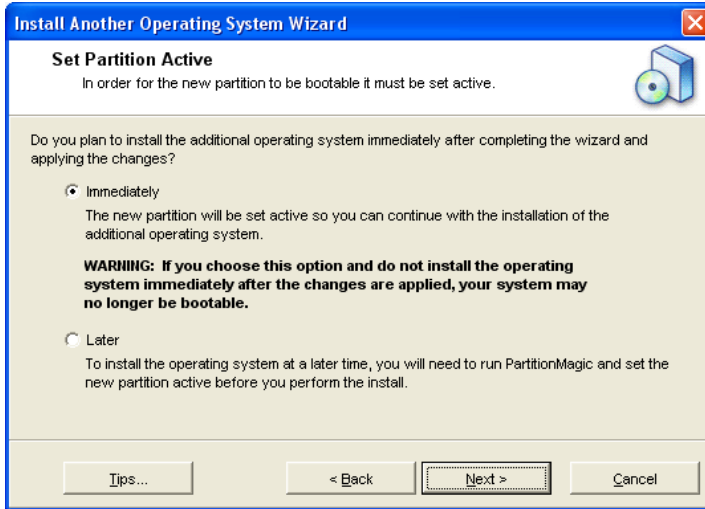 Install Another Operating System Wizard
Set Partition Active
In order for the new partition to be bootable it must be set active.
Do you plan to install the additional operating system immediately after completing the wizard and
applying the changes?
Immediately
The new partition will be set active so you can continue with the installation of the
additional operating system.
WARNING: If you choose this option and do not install the operating
system immediately after the changes are applied, your system may
no longer be bootable.
Later
To install the operating system at a later time, you will need to run PartitionMagic and set the
new partition active before you perform the install.
Tips...
< Back
Next >
Cancel